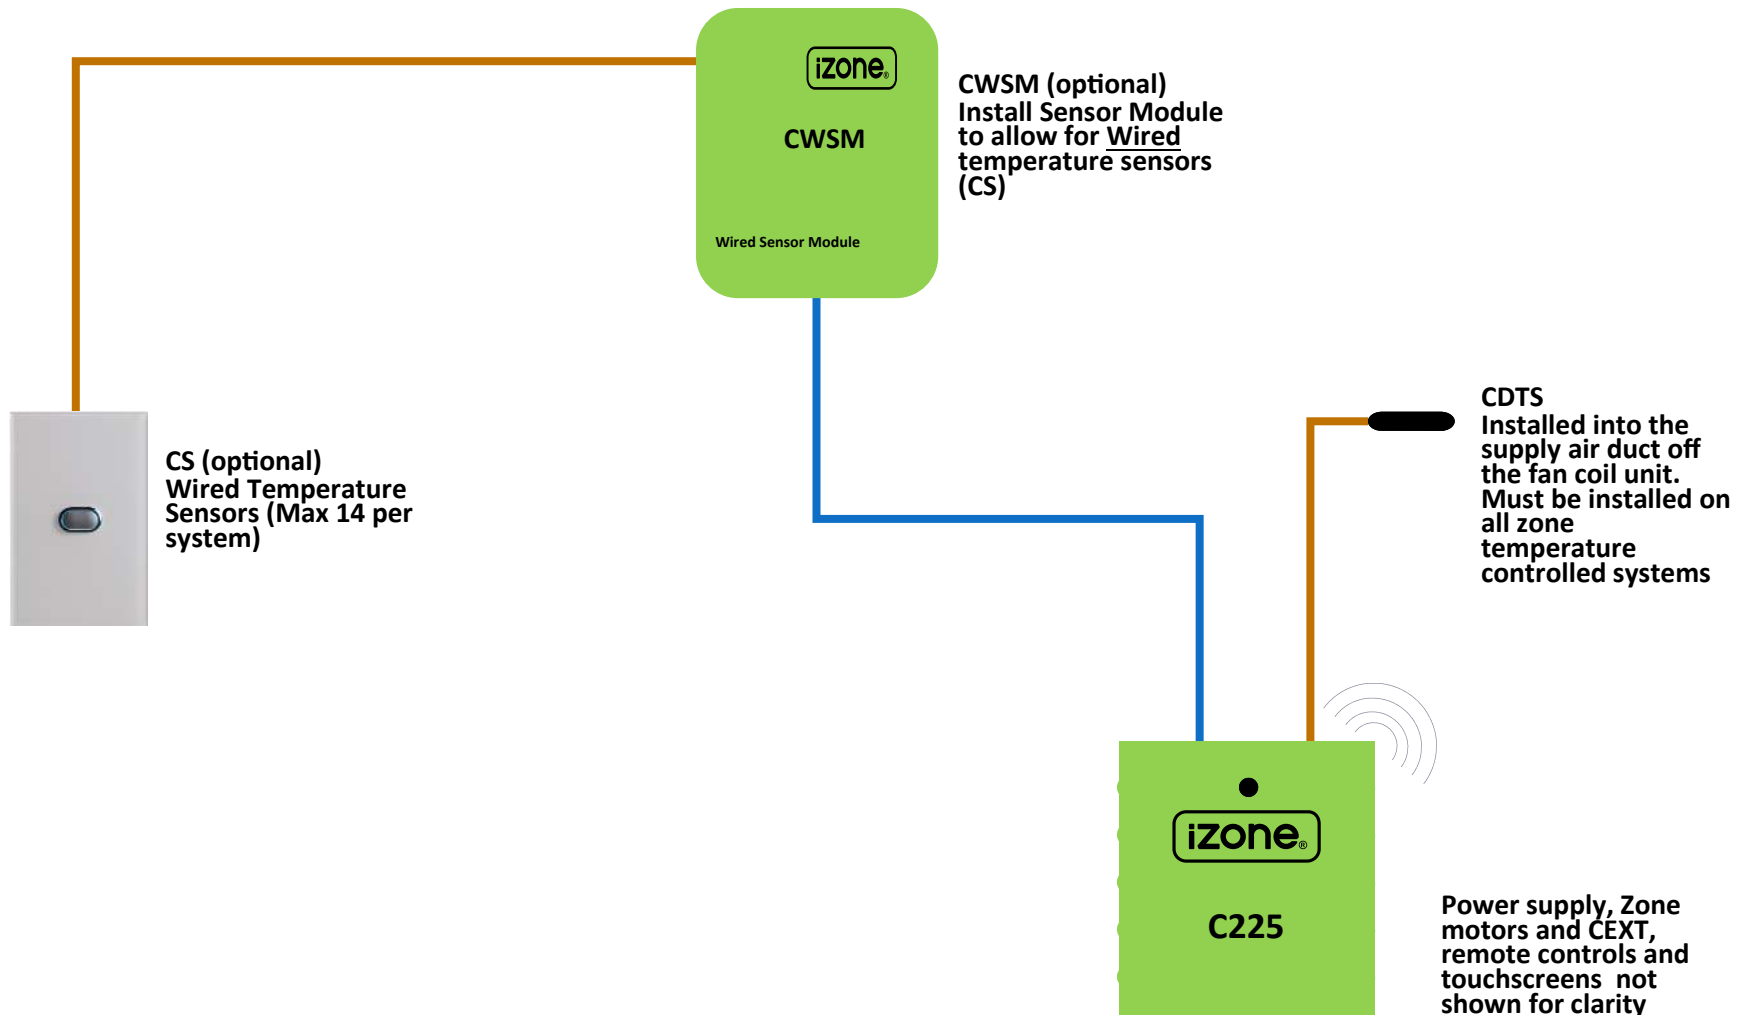 iZone®
CWSM
Wired Sensor Module
CWSM (optional)
Install Sensor Module
to allow for Wired
temperature sensors
(CS)
CS (optional)
Wired Temperature
Sensors (Max 14 per
system)
CDTS
Installed into the
supply air duct off
the fan coil unit.
Must be installed on
all zone
temperature
controlled systems
iZone®
C225
Power supply, Zone
motors and CEXT,
remote controls and
touchscreens not
shown for clarity